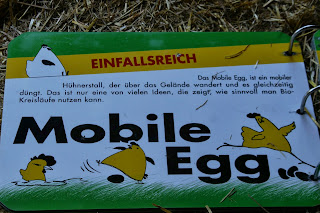 EINFALLSREICH
Das Mobile Egg, ist ein mobiler
Hühnerstall, der über das Gelände wandert und es gleichzeitig
düngt. Das ist nur eine von vielen Ideen, die zeigt, wie sinnvoll man Bio-
Kreisläufe nutzen kann.
Mobile
Egg